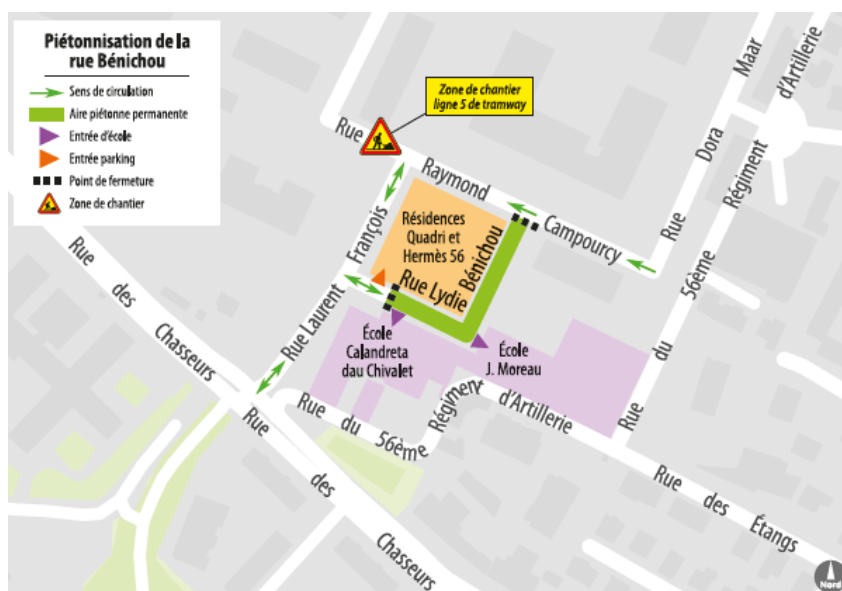 Piétonnisation de la
rue Bénichou
Sens de circulation
Aire piétonne permanente
Entrée d'école
Entrée parking
Point de fermeture
Zone de chantier
Zone de chantier
ligne 5 de tramway
Rue
Raymond
Campourcy
Rue
Dora
Maar
Rue
du
56ème
Régiment
d'Artillerie
Rue Laurent
François
Résidences
Quadri et
Hermès 56
Rue Lydie
Bénichou
École
Calandreta
dau Chivalet
École
J. Moreau
Rue
des
Chasseurs
Rue
des
Chasseurs
Rue
du
56ème
Régiment
d'Artillerie
Rue
des
Étangs
Nord